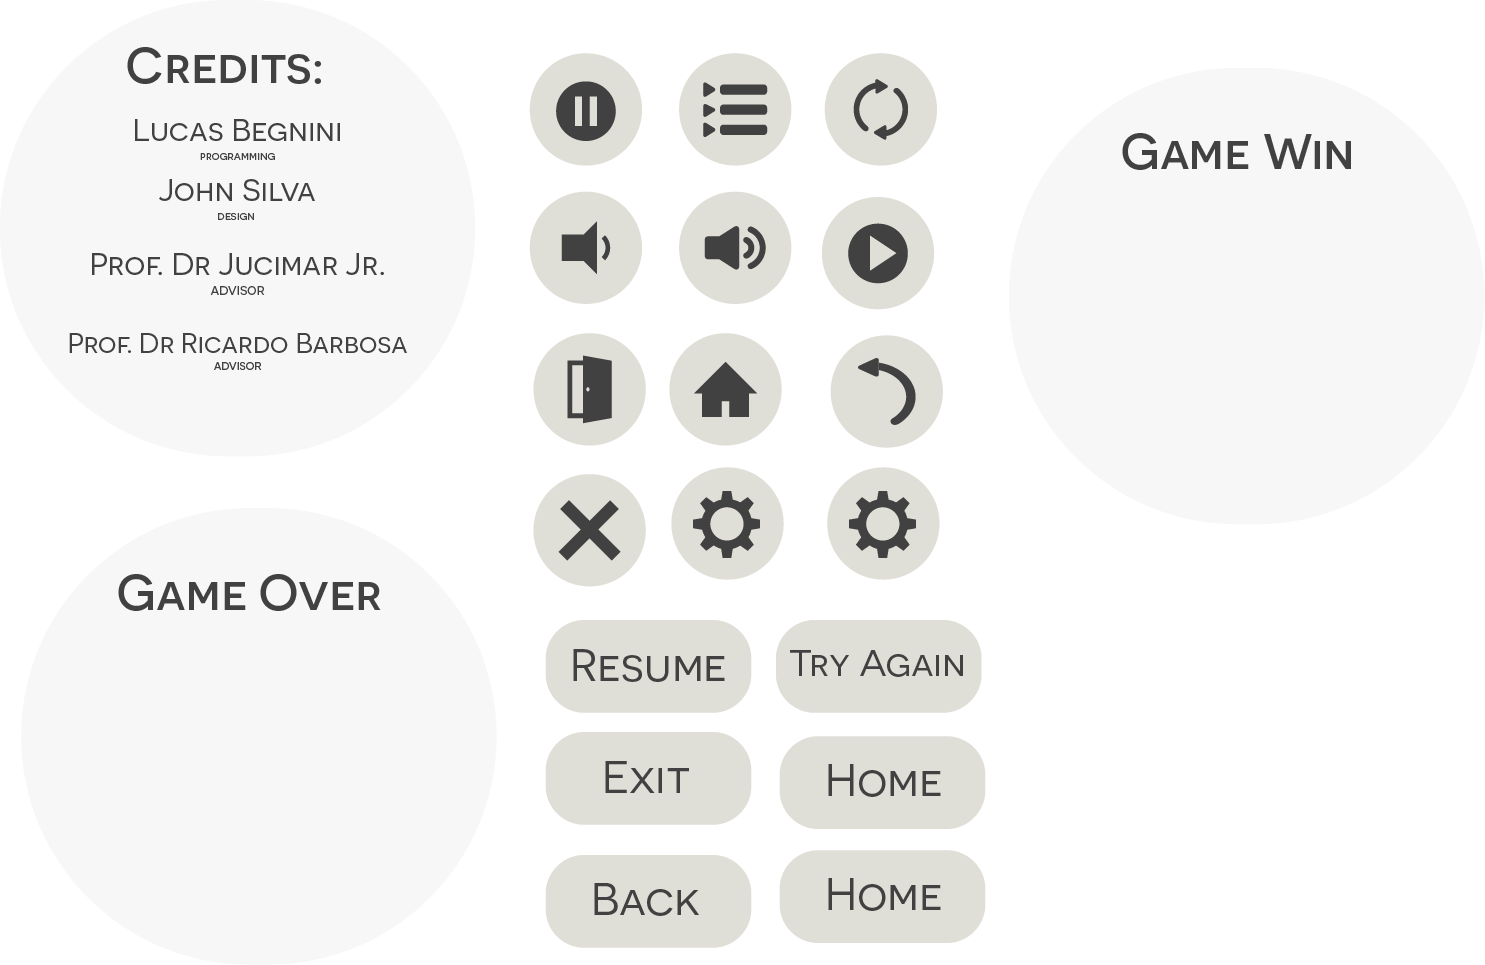 Credits:
Lucas Begnini
PROGRAMMING
John Silva
DESIGN
Prof. Dr Jucimar Jr.
ADVISOR
Prof. Dr Ricardo Barbosa
ADVISOR
Game Over
Resume
Try Again
Exit
Home
Back
Home
Game Win